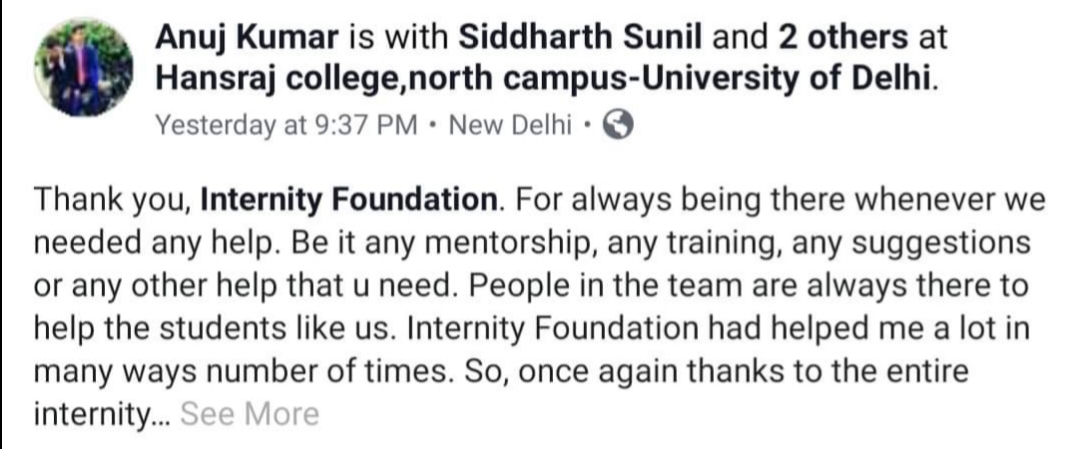 Anuj Kumar is with Siddharth Sunil and 2 others at
Hansraj college,north campus-University of Delhi.
Yesterday at 9:37 PM • New Delhi •
Thank you, Internity Foundation. For always being there whenever we
needed any help. Be it any mentorship, any training, any suggestions
or any other help that u need. People in the team are always there to
help the students like us. Internity Foundation had helped me a lot in
many ways number of times. So, once again thanks to the entire
internity... See More